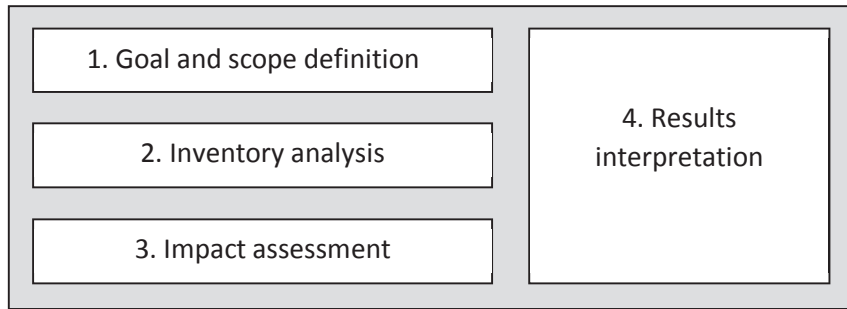 1. Goal and scope definition
2. Inventory analysis
3. Impact assessment
4. Results
interpretation